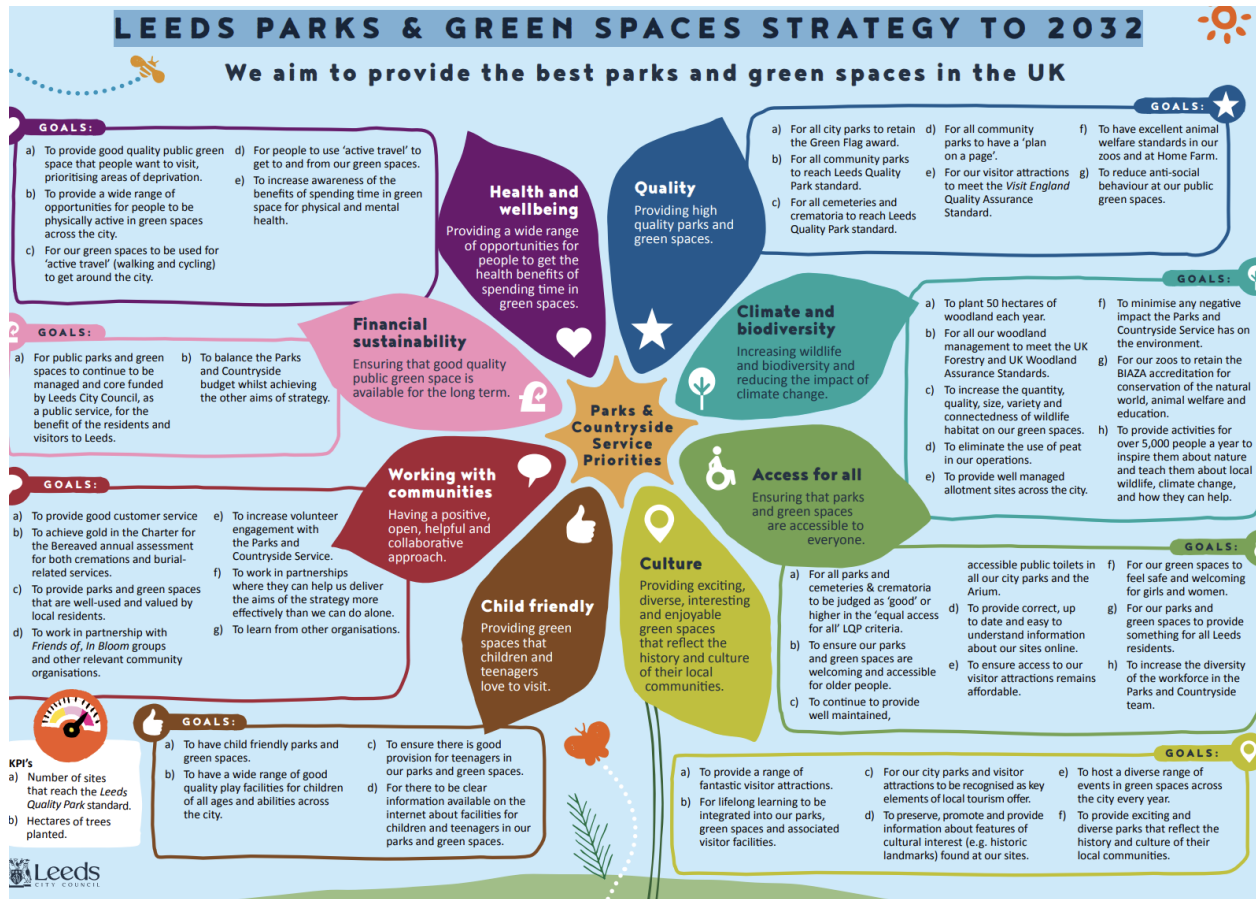 LEEDS PARKS & GREEN SPACES STRATEGY TO 2032
We aim to provide the best parks and green spaces in the UK
GOALS:
a) To provide good quality public green
space that people want to visit,
prioritising areas of deprivation.
b) To provide a wide range of
opportunities for people to be
physically active in green spaces
across the city.
c) For our green spaces to be used for
‘active travel’ (walking and cycling)
to get around the city.
d) For people to use ‘active travel’ to
get to and from our green spaces.
e) To increase awareness of the
benefits of spending time in green
space for physical and mental
health.
Health and
wellbeing
Providing a wide range
of opportunities for
people to get the
health benefits of
spending time in
green spaces.
Quality
Providing high
quality parks and
green spaces.
GOALS:
a) For all city parks to retain
the Green Flag award.
b) For all community parks
to reach Leeds Quality
Park standard.
c) For all cemeteries and
crematoria to reach Leeds
Quality Park standard.
d) For all community
parks to have a ‘plan
on a page’.
e) For our visitor attractions
to meet the Visit England
Quality Assurance
Standard.
f) To have excellent animal
welfare standards in our
zoos and at Home Farm.
g) To reduce anti-social
behaviour at our public
green spaces.
GOALS:
a) For public parks and green
spaces to continue to be
managed and core funded
by Leeds City Council, as
a public service, for the
benefit of the residents and
visitors to Leeds.
b) To balance the Parks
and Countryside
budget whilst achieving
the other aims of strategy.
Financial
sustainability
Ensuring that good quality
public green space is
available for the long term.
Climate and
biodiversity
Increasing wildlife
and biodiversity and
reducing the impact of
climate change.
GOALS:
a) To plant 50 hectares of
woodland each year.
b) For all our woodland
management to meet the UK
Forestry and UK Woodland
Assurance Standards.
c) To increase the quantity,
quality, size, variety and
connectedness of wildlife
habitat on our green spaces.
d) To eliminate the use of peat
in our operations.
e) To provide well managed
allotment sites across the city.
f) To minimise any negative
impact the Parks and
Countryside Service has on
the environment.
g) For our zoos to retain the
BIAZA accreditation for
conservation of the natural
world, animal welfare and
education.
h) To provide activities for
over 5,000 people a year to
inspire them about nature
and teach them about local
wildlife, climate change,
and how they can help.
Parks &
Countryside
Service
Priorities
GOALS:
a) To provide good customer service
b) To achieve gold in the Charter for
the Bereaved annual assessment
for both cremations and burial-
related services.
c) To provide parks and green spaces
that are well-used and valued by
local residents.
d) To work in partnership with
Friends of, In Bloom groups
and other relevant community
organisations.
e) To increase volunteer
engagement with
the Parks and
Countryside Service.
f) To work in partnerships
where they can help us deliver
the aims of the strategy more
effectively than we can do alone.
g) To learn from other organisations.
Working with
communities
Having a positive,
open, helpful and
collaborative
approach.
Access for all
Ensuring that parks
and green spaces
are accessible to
everyone.
GOALS:
a) For all parks and
cemeteries & crematoria
to be judged as ‘good’ or
higher in the ‘equal access
for all’ LQP criteria.
b) To ensure our parks
and green spaces are
welcoming and accessible
for older people.
c) To continue to provide
well maintained,
accessible public toilets in
all our city parks and the
Arium.
d) To provide correct, up
to date and easy to
understand information
about our sites online.
e) To ensure access to our
visitor attractions remains
affordable.
f) For our green spaces to
feel safe and welcoming
for girls and women.
g) For our parks and
green spaces to provide
something for all Leeds
residents.
h) To increase the diversity
of the workforce in the
Parks and Countryside
team.
Child friendly
Providing green
spaces that
children and
teenagers
love to visit.
Culture
Providing exciting,
diverse, interesting
and enjoyable
green spaces
that reflect the
history and culture
of their local
communities.
KPI's
a) Number of sites
that reach the Leeds
Quality Park standard.
b) Hectares of trees
planted.
GOALS:
a) To have child friendly parks and
green spaces.
b) To have a wide range of good
quality play facilities for children
of all ages and abilities across
the city.
c) To ensure there is good
provision for teenagers in
our parks and green spaces.
d) For there to be clear
information available on the
internet about facilities for
children and teenagers in our
parks and green spaces.
GOALS:
a) To provide a range of
fantastic visitor attractions.
b) For lifelong learning to be
integrated into our parks,
green spaces and associated
visitor facilities.
c) For our city parks and visitor
attractions to be recognised as key
elements of local tourism offer.
d) To preserve, promote and provide
information about features of
cultural interest (e.g. historic
landmarks) found at our sites.
e) To host a diverse range of
events in green spaces across
the city every year.
f) To provide exciting and
diverse parks that reflect the
history and culture of their
local communities.
Leeds
CITY COUNCIL